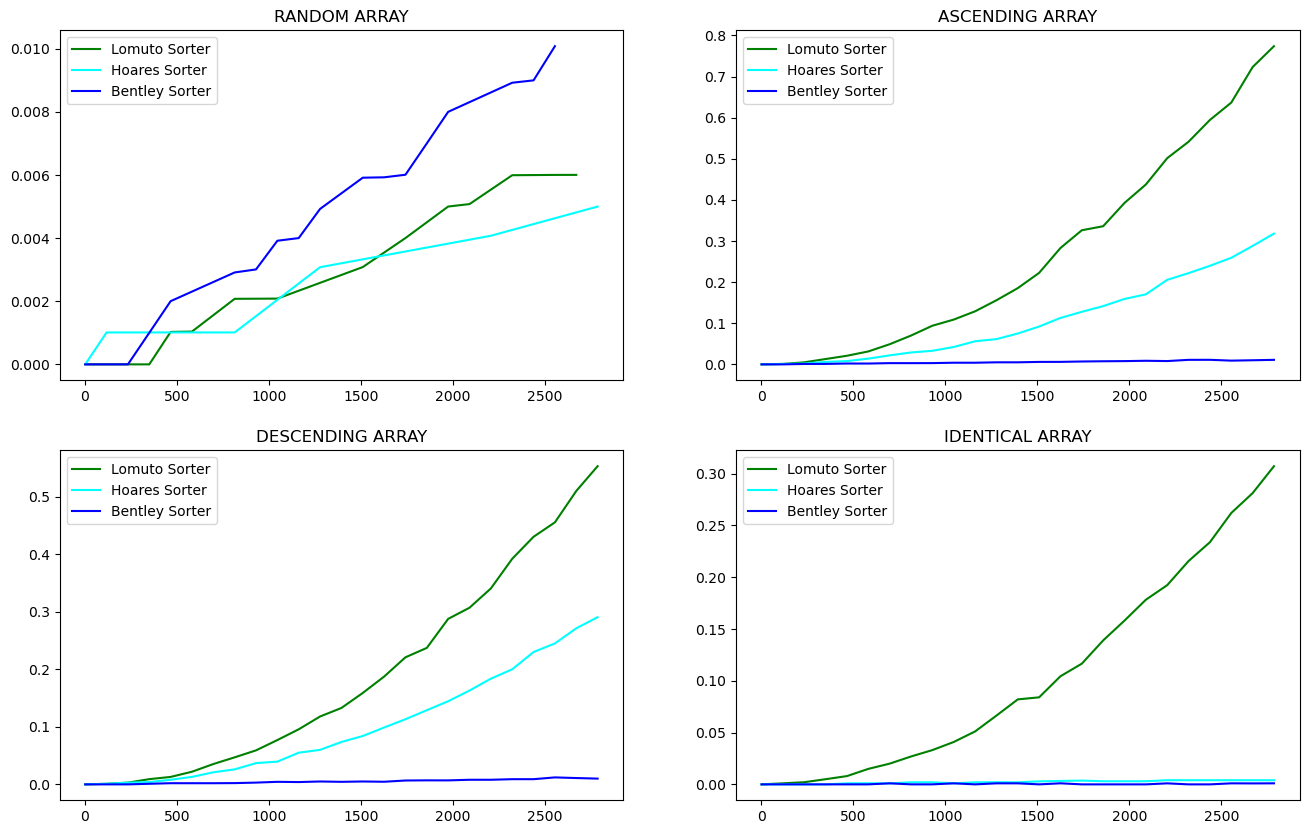 RANDOM ARRAY
Lomuto Sorter
Hoares Sorter
Bentley Sorter
0.010
0.008
0.006
0.004
0.002
0.000
0 500 1000 1500 2000 2500
ASCENDING ARRAY
Lomuto Sorter
Hoares Sorter
Bentley Sorter
0.8
0.7
0.6
0.5
0.4
0.3
0.2
0.1
0.0
0 500 1000 1500 2000 2500
DESCENDING ARRAY
Lomuto Sorter
Hoares Sorter
Bentley Sorter
0.5
0.4
0.3
0.2
0.1
0.0
0 500 1000 1500 2000 2500
IDENTICAL ARRAY
Lomuto Sorter
Hoares Sorter
Bentley Sorter
0.30
0.25
0.20
0.15
0.10
0.05
0.00
0 500 1000 1500 2000 2500